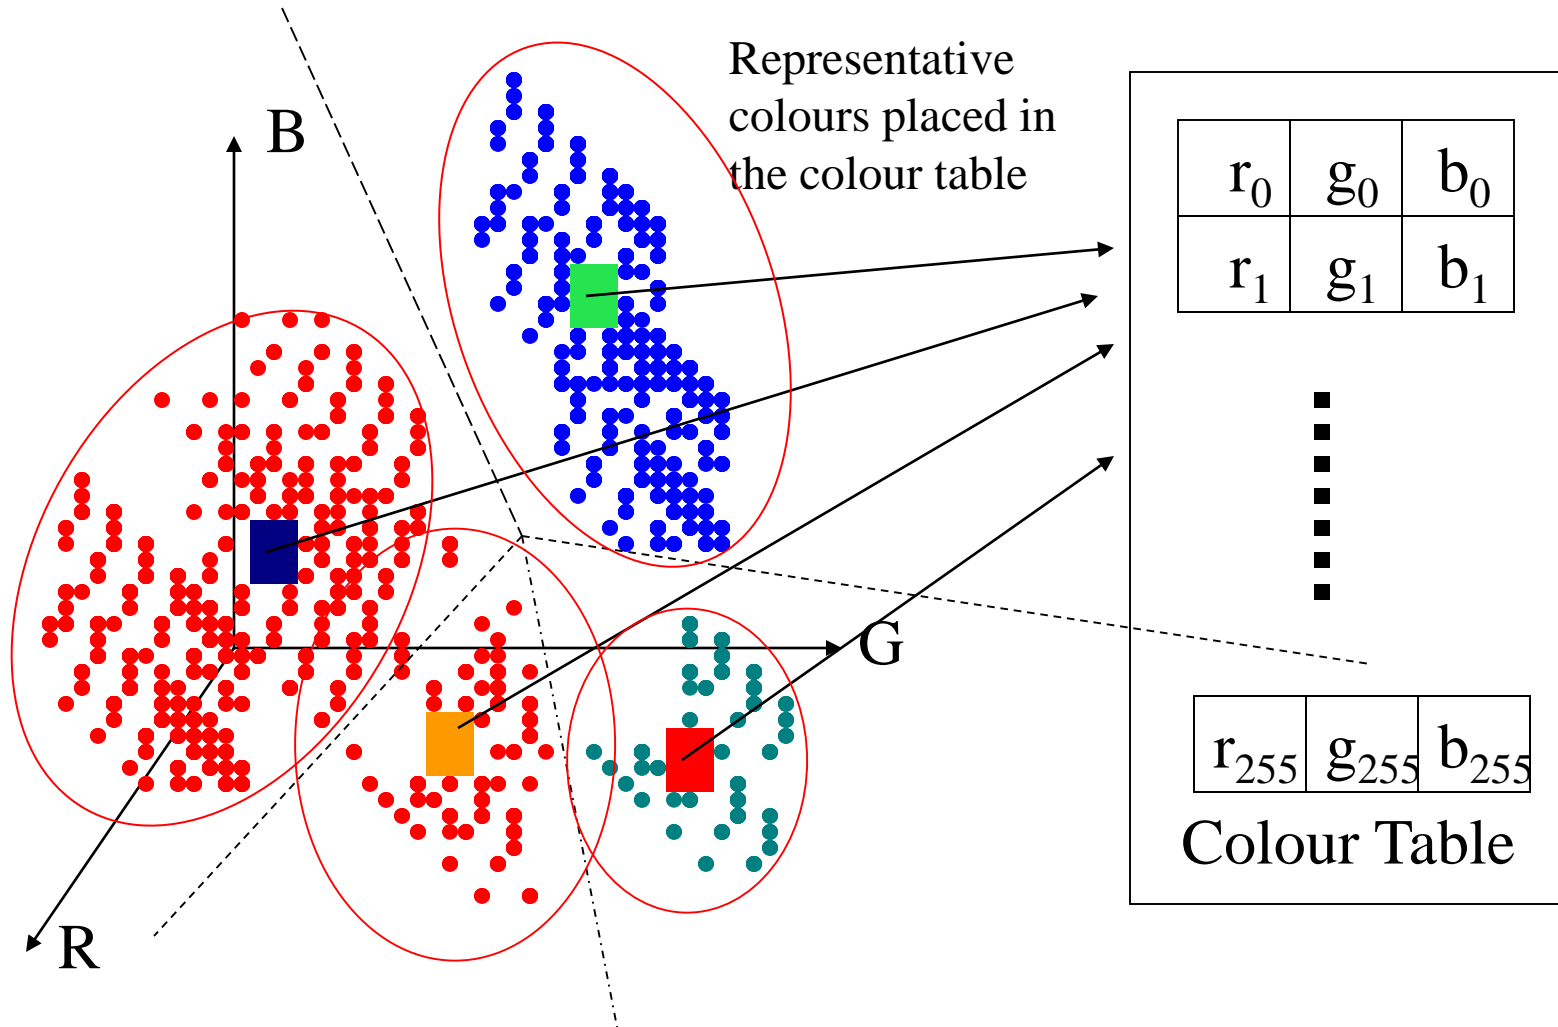 Representative
colours placed in
the colour table
B
G
R
r0 g0 b0
r1 g1 b1
r255 g255 b255
Colour Table